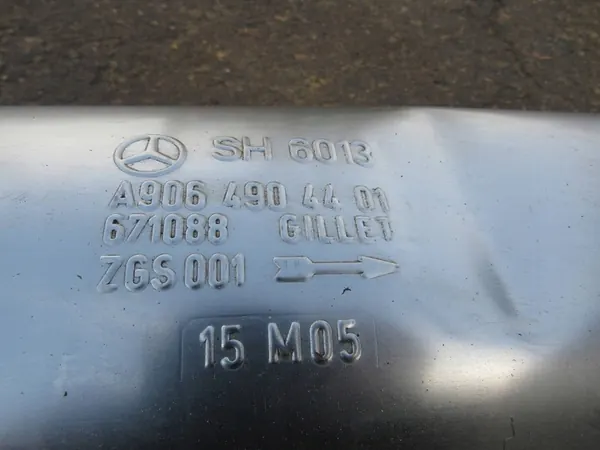 SH 6013
A906 490 44 01
671088 GILLET
ZGS 001
15 M05